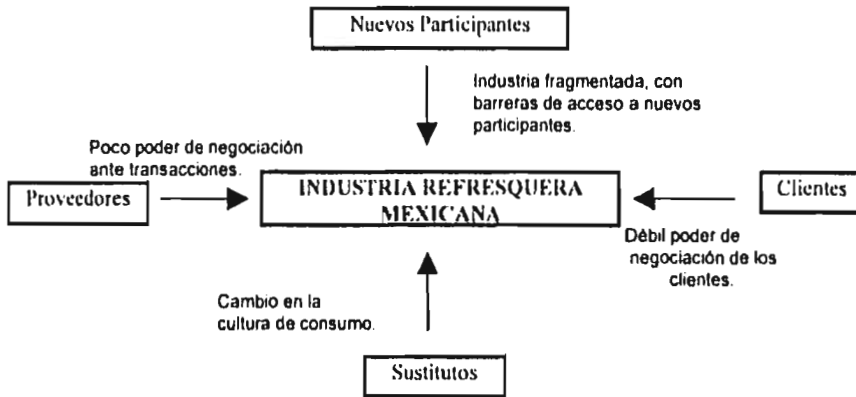 Nuevos Participantes
Industria fragmentada, con
barreras de acceso a nuevos
participantes.
Poco poder de negociación
ante transacciones.
Proveedores
INDUSTRIA REFRESQUERA
MEXICANA
Clientes
Débil poder de
negociación de los
clientes.
Cambio en la
cultura de consumo.
Sustitutos